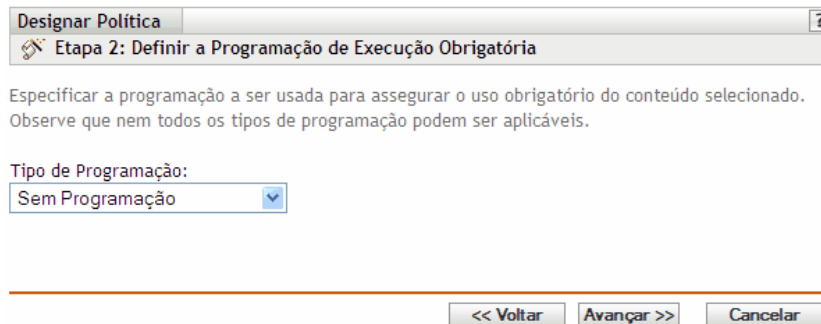 Designar Política
?
Etapa 2: Definir a Programação de Execução Obrigatória
Especificar a programação a ser usada para assegurar o uso obrigatório do conteúdo selecionado.
Observe que nem todos os tipos de programação podem ser aplicáveis.
Tipo de Programação:
Sem Programação
<< Voltar Avançar >> Cancelar